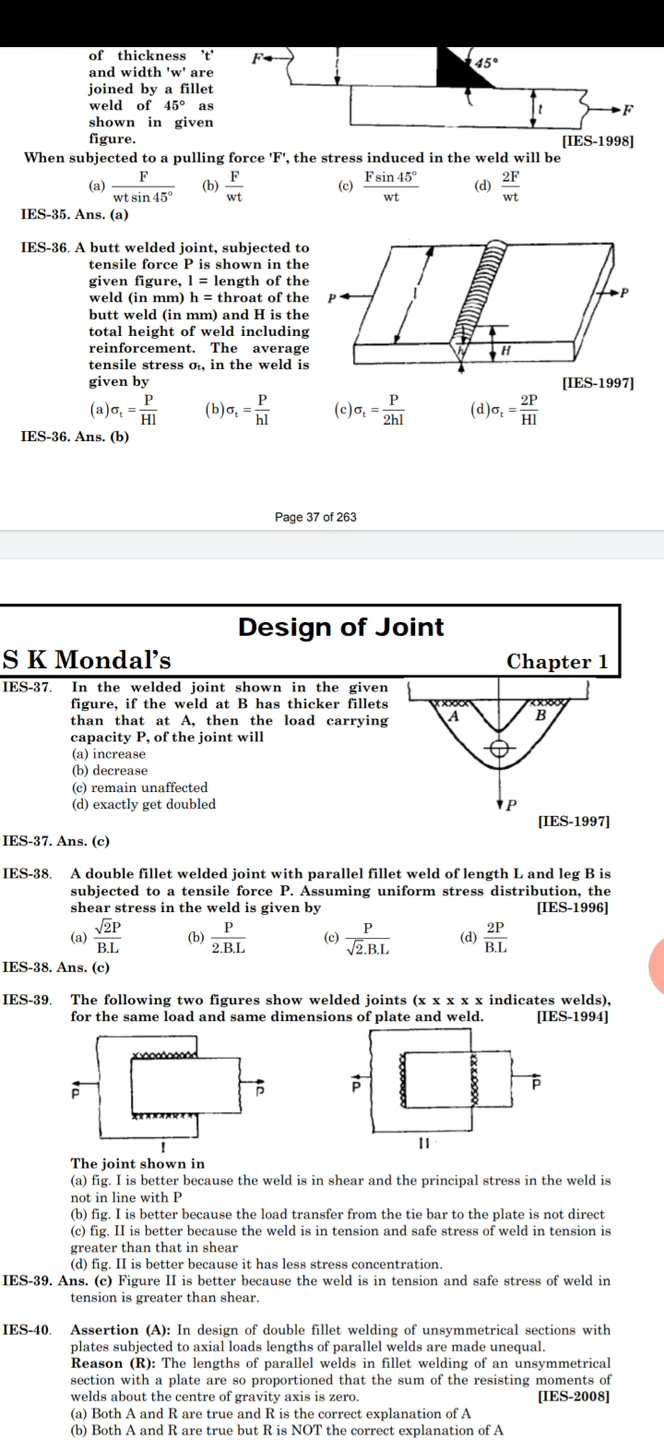 of thickness 't'
and width 'w' are
joined by a fillet
weld of 45° as
shown in given
figure.
F
45°
t
F
[IES-1998]
When subjected to a pulling force 'F', the stress induced in the weld will be
(a) F / wt sin 45° (b) F / wt (c) F sin 45° / wt (d) 2F / wt
IES-35. Ans. (a)
IES-36. A butt welded joint, subjected to
tensile force P is shown in the
given figure, l = length of the
weld (in mm) h = throat of the
butt weld (in mm) and H is the
total height of weld including
reinforcement. The average
tensile stress σt, in the weld is
given by
P
l
P
h
H
[IES-1997]
(a) σt = P / Hl (b) σt = P / hl (c) σt = P / 2hl (d) σt = 2P / Hl
IES-36. Ans. (b)
Page 37 of 263
Design of Joint
S K Mondal's Chapter 1
IES-37. In the welded joint shown in the given
figure, if the weld at B has thicker fillets
than that at A, then the load carrying
capacity P, of the joint will
(a) increase
(b) decrease
(c) remain unaffected
(d) exactly get doubled
A
B
P
[IES-1997]
IES-37. Ans. (c)
IES-38. A double fillet welded joint with parallel fillet weld of length L and leg B is
subjected to a tensile force P. Assuming uniform stress distribution, the
shear stress in the weld is given by [IES-1996]
(a) √2P / B.L (b) P / 2.B.L (c) P / √2.B.L (d) 2P / B.L
IES-38. Ans. (c)
IES-39. The following two figures show welded joints (x x x x x indicates welds),
for the same load and same dimensions of plate and weld. [IES-1994]
P
P
I
P
P
II
The joint shown in
(a) fig. I is better because the weld is in shear and the principal stress in the weld is
not in line with P
(b) fig. I is better because the load transfer from the tie bar to the plate is not direct
(c) fig. II is better because the weld is in tension and safe stress of weld in tension is
greater than that in shear
(d) fig. II is better because it has less stress concentration.
IES-39. Ans. (c) Figure II is better because the weld is in tension and safe stress of weld in
tension is greater than shear.
IES-40. Assertion (A): In design of double fillet welding of unsymmetrical sections with
plates subjected to axial loads lengths of parallel welds are made unequal.
Reason (R): The lengths of parallel welds in fillet welding of an unsymmetrical
section with a plate are so proportioned that the sum of the resisting moments of
welds about the centre of gravity axis is zero. [IES-2008]
(a) Both A and R are true and R is the correct explanation of A
(b) Both A and R are true but R is NOT the correct explanation of A